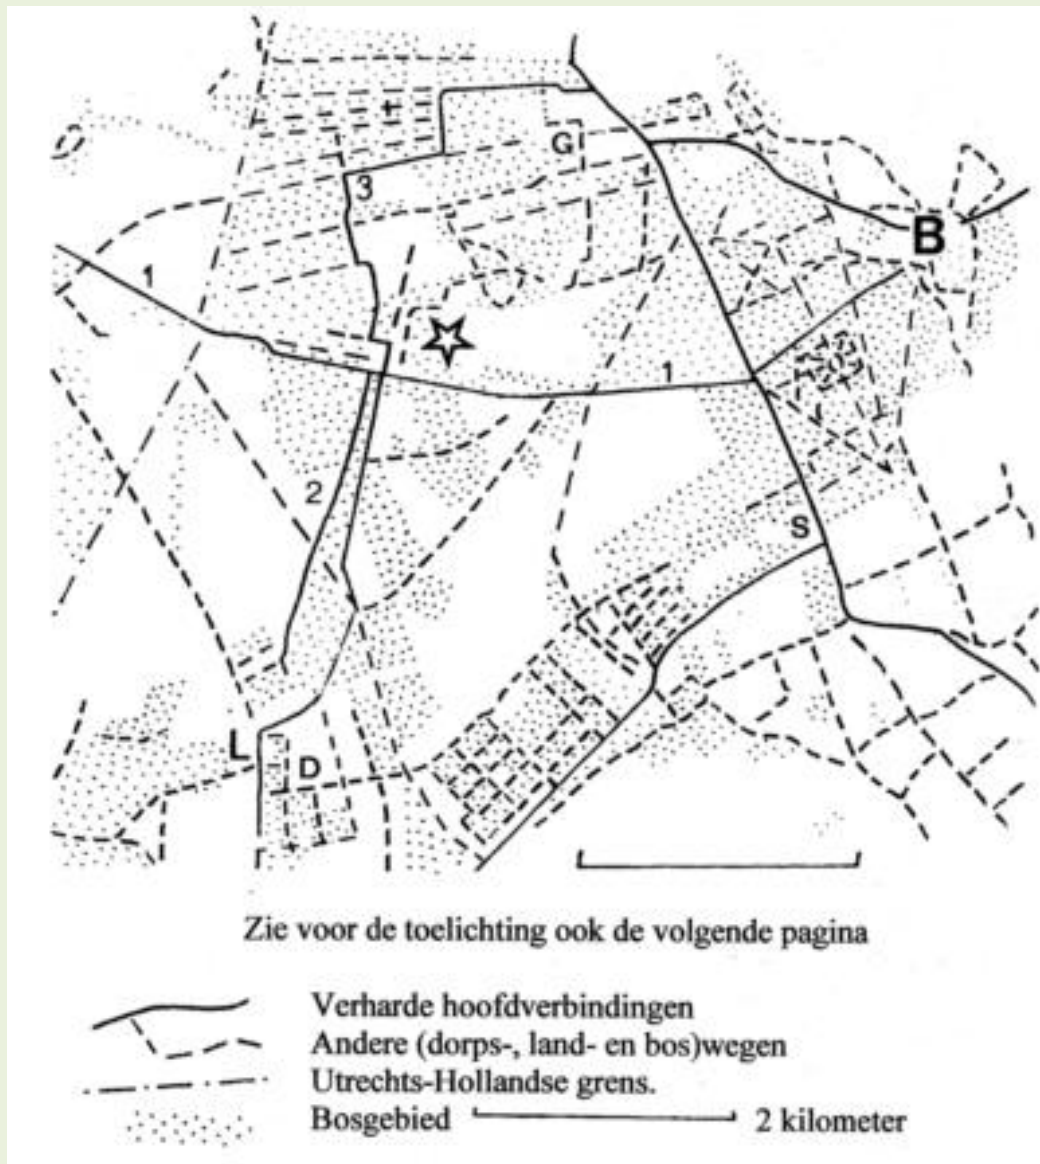 G
3
B
1
1
2
S
L
D
Zie voor de toelichting ook de volgende pagina
Verharde hoofdverbindingen
Andere (dorps-, land- en bos)wegen
Utrechts-Hollandse grens.
Bosgebied 2 kilometer